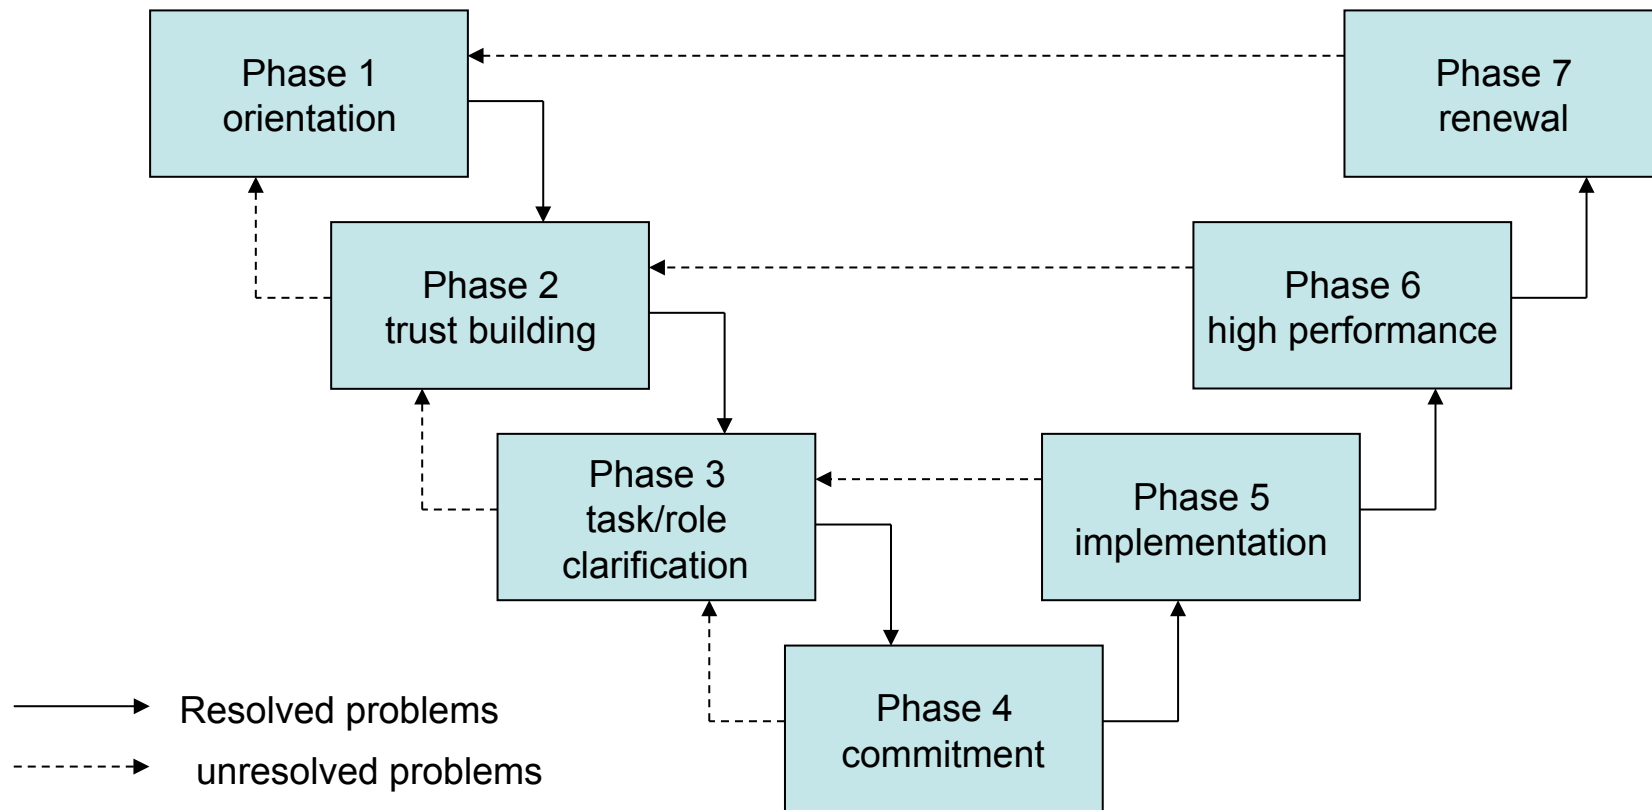 Phase 1
orientation
Phase 7
renewal
Phase 2
trust building
Phase 6
high performance
Phase 3
task/role
clarification
Phase 5
implementation
Phase 4
commitment
Resolved problems
unresolved problems